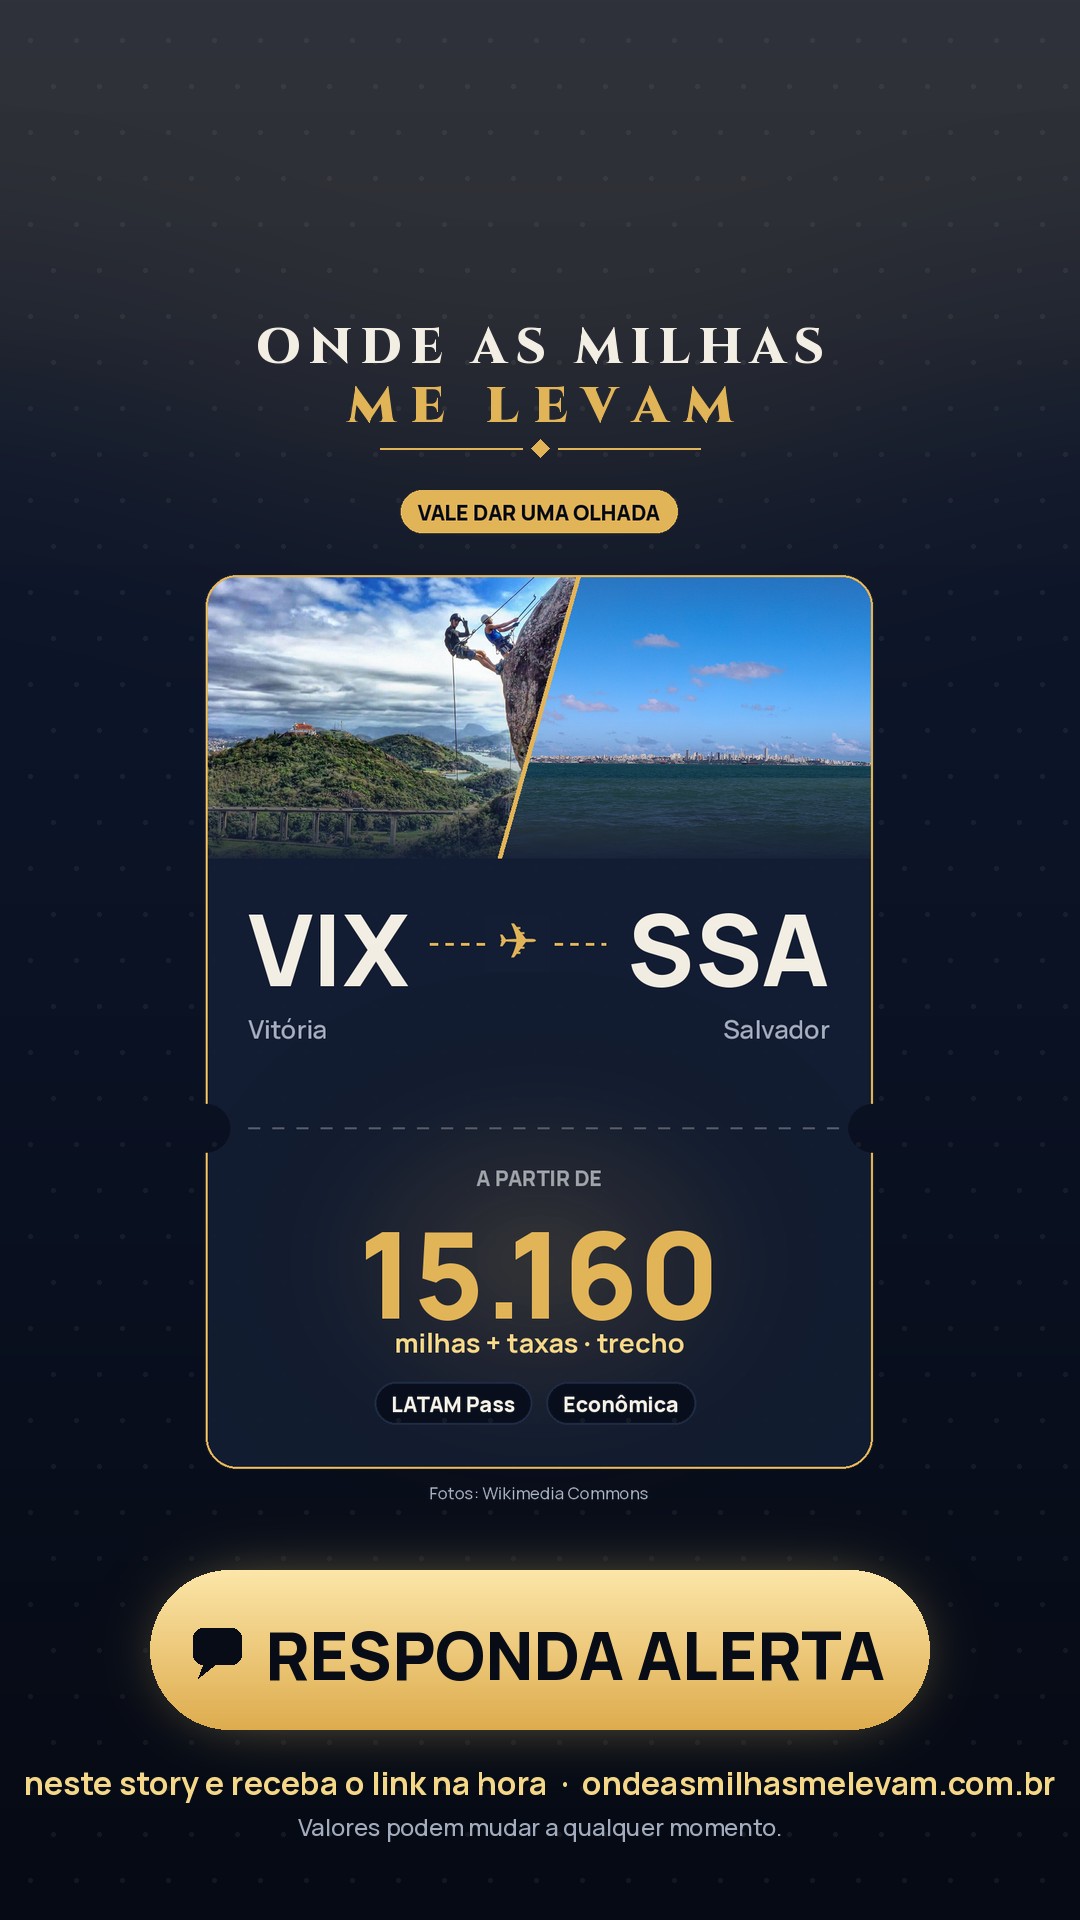 ONDE AS MILHAS
ME LEVAM
VALE DAR UMA OLHADA
VIX ✈ SSA
Vitória Salvador
A PARTIR DE
15.160
milhas + taxas · trecho
LATAM Pass Econômica
Fotos: Wikimedia Commons
RESPONDA ALERTA
neste story e receba o link na hora · ondeasmilhasmelevam.com.br
Valores podem mudar a qualquer momento.